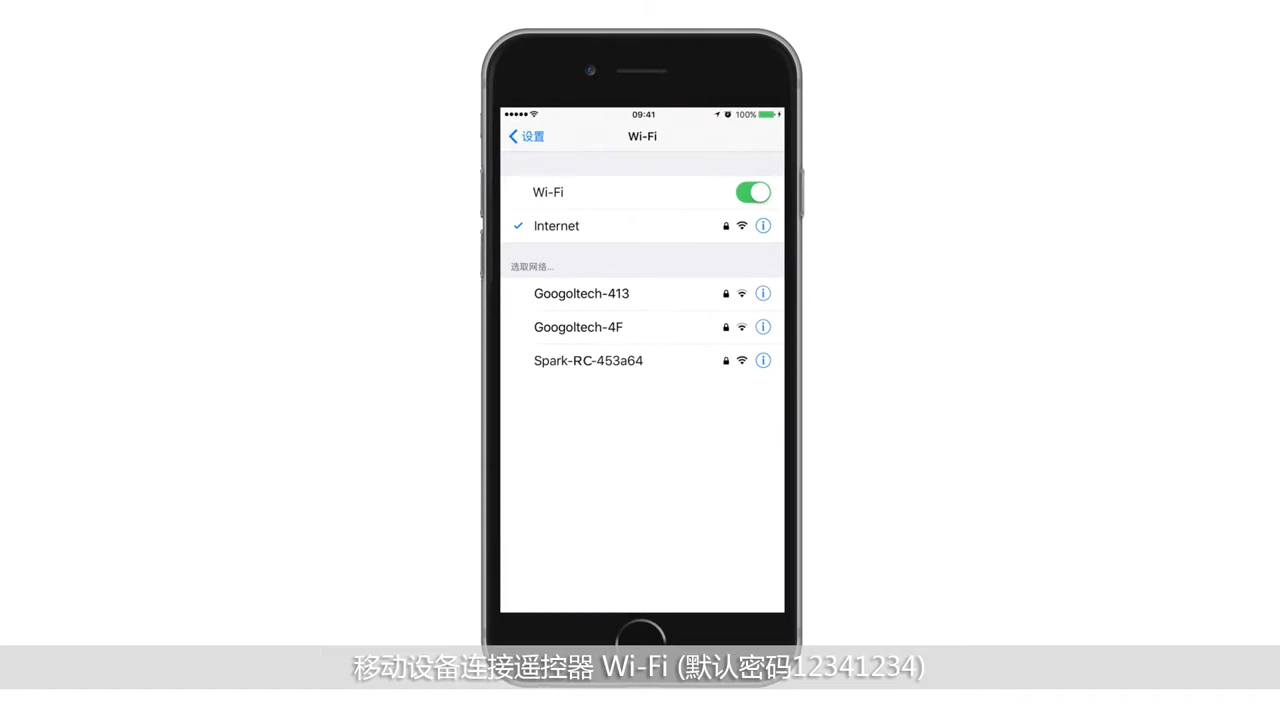 09:41 100%
设置 Wi-Fi
Wi-Fi
Internet
选取网络...
Googoltech-413
Googoltech-4F
Spark-RC-453a64
移动设备连接遥控器 Wi-Fi (默认密码12341234)